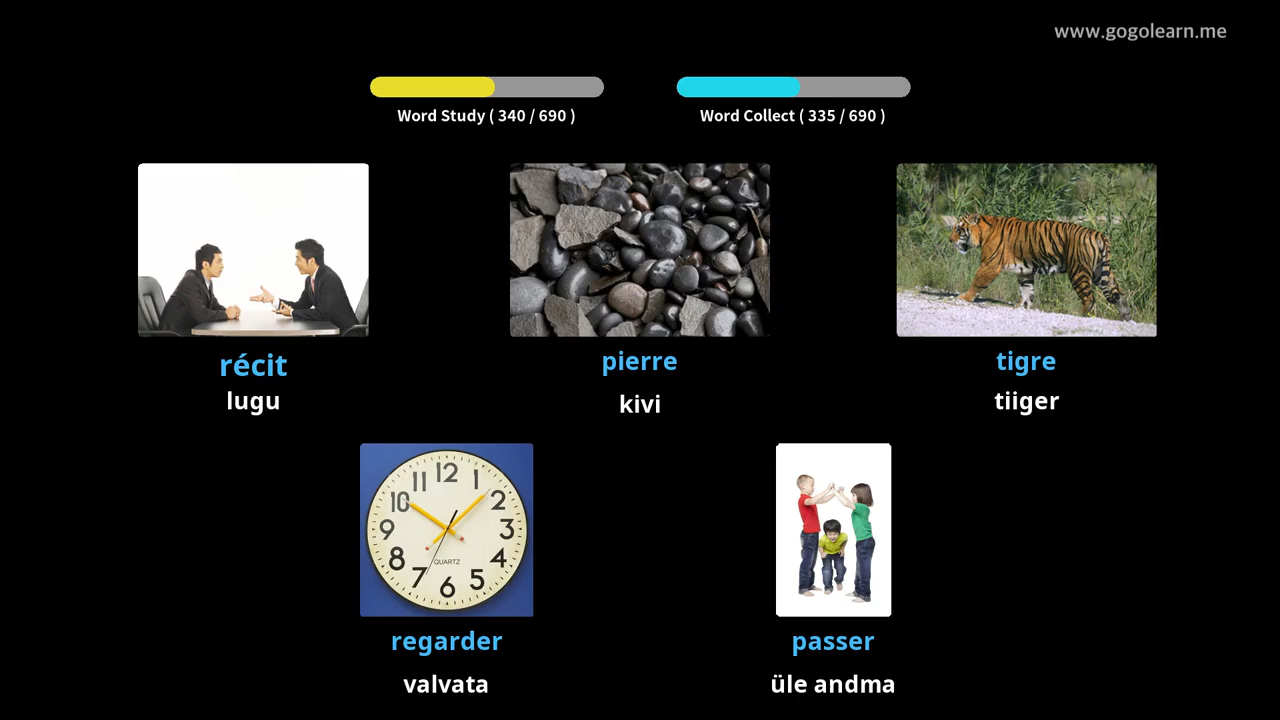 www.gogolearn.me
Word Study ( 340 / 690 )
Word Collect ( 335 / 690 )
récit
lugu
pierre
kivi
tigre
tiiger
12
1
2
3
4
5
6
7
8
9
10
11
QUARTZ
regarder
valvata
passer
üle andma